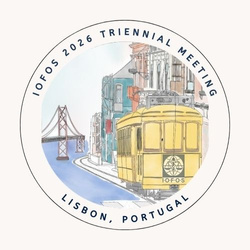 IOFOS 2026 TRIENNIAL MEETING
IOFOS
LISBON, PORTUGAL